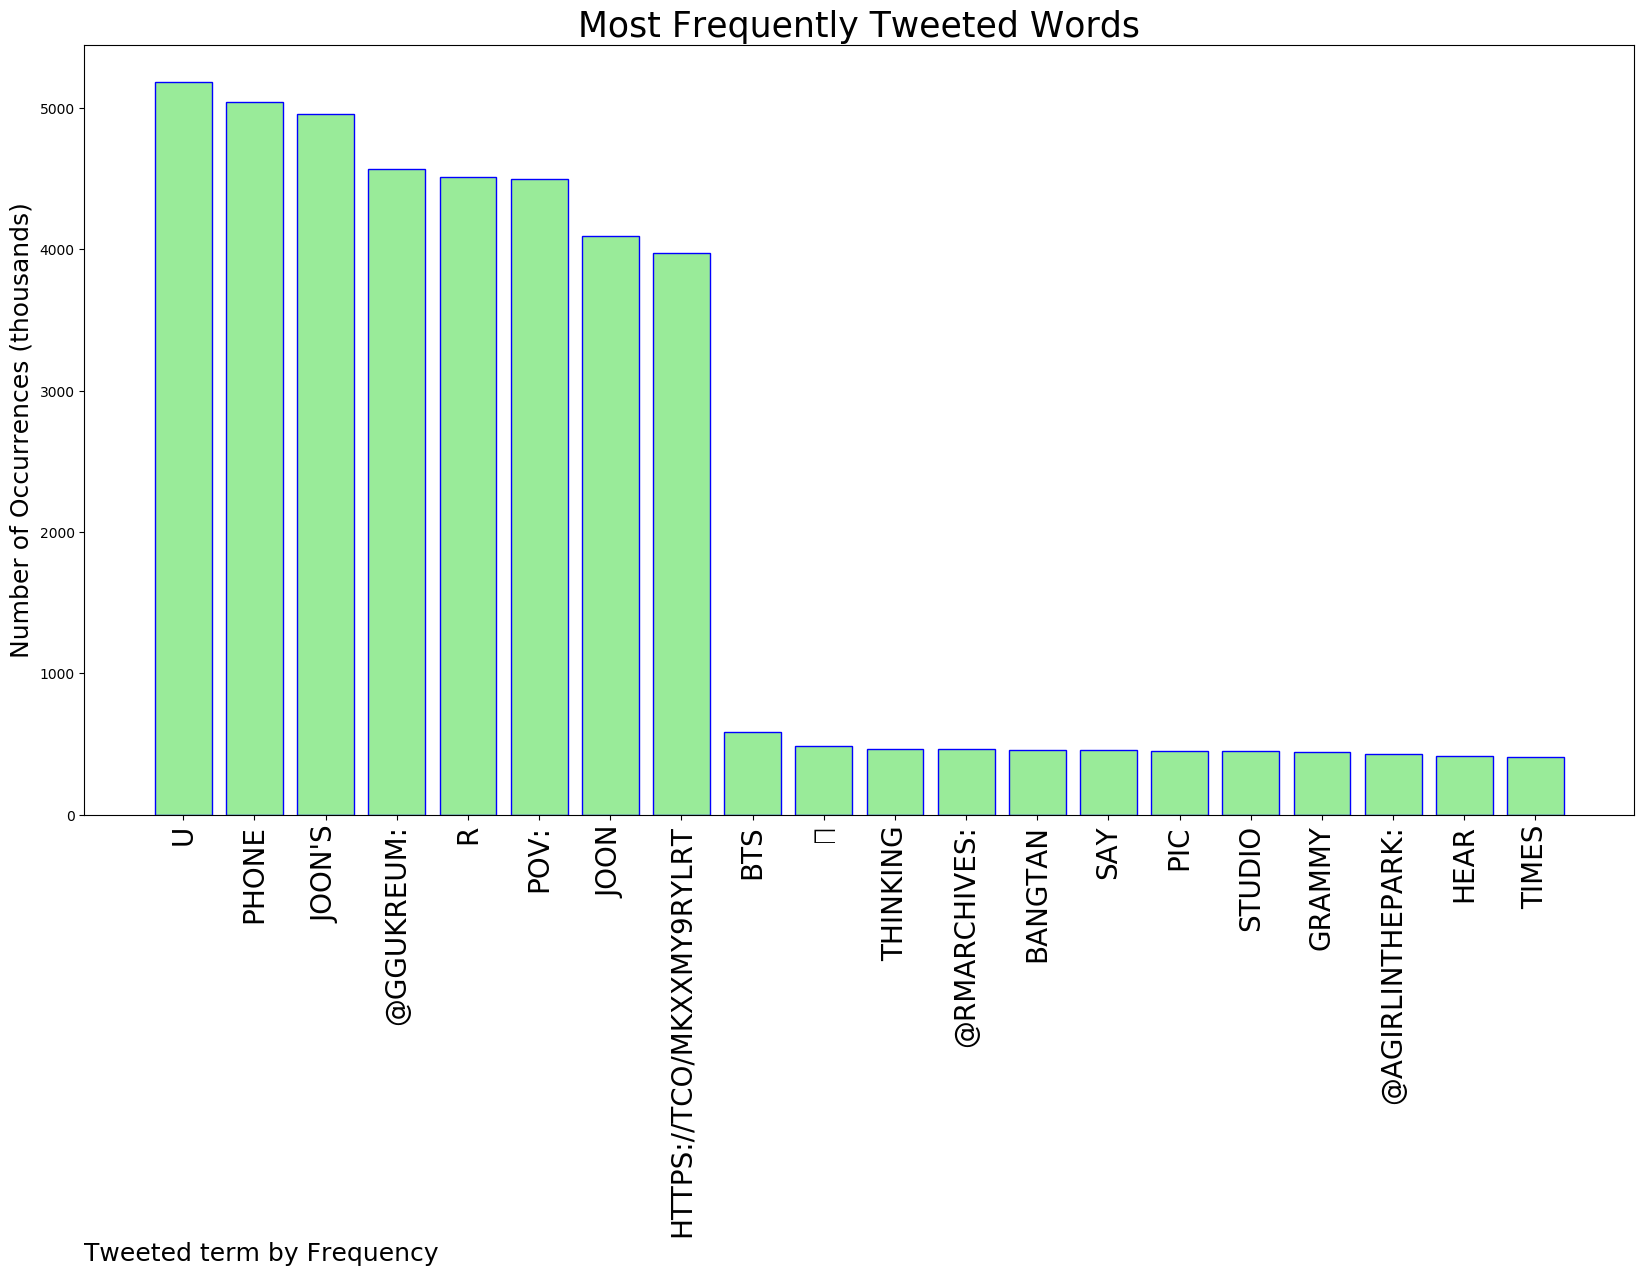 Most Frequently Tweeted Words
Number of Occurrences (thousands)
5000
4000
3000
2000
1000
0
U
PHONE
JOON'S
@GGUKREUM:
R
POV:
JOON
HTTPS://TCO/MKXXMY9RYLRT
BTS
THINKING
@RMARCHIVES:
BANGTAN
SAY
PIC
STUDIO
GRAMMY
@AGIRLINTHEPARK:
HEAR
TIMES
Tweeted term by Frequency